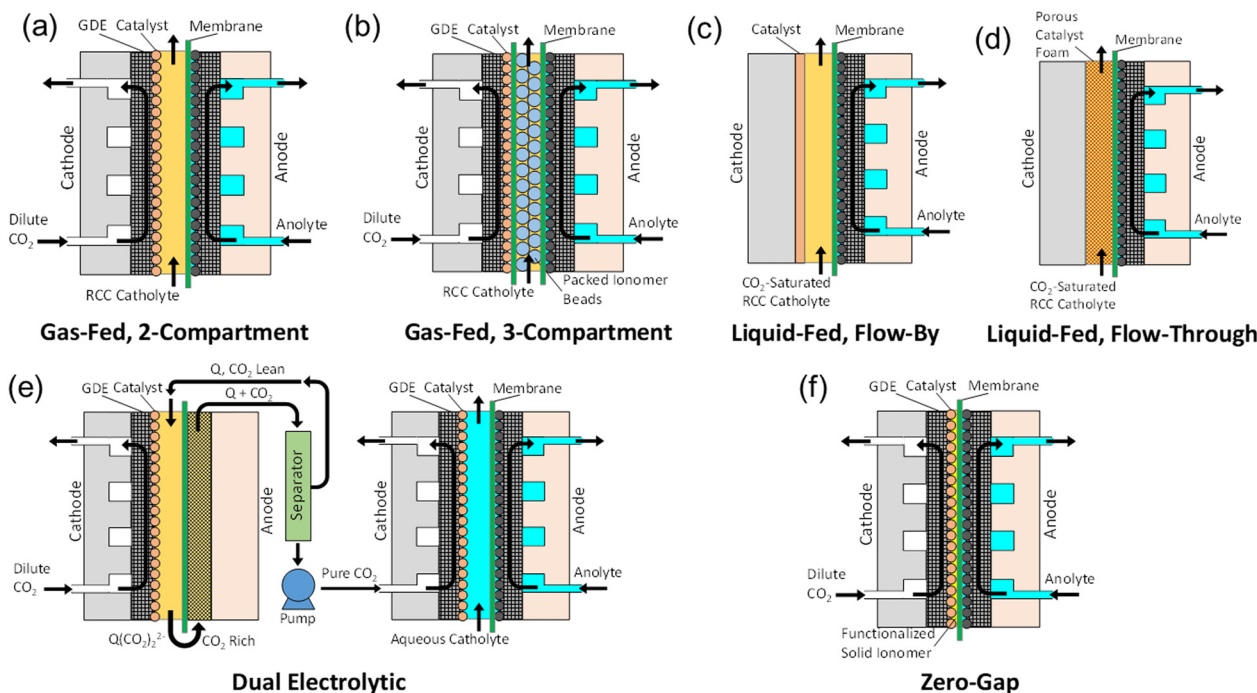 (a)
GDE Catalyst Membrane
Cathode
Anode
Dilute
CO₂
Anolyte
RCC Catholyte
Gas-Fed, 2-Compartment
(b)
GDE Catalyst Membrane
Cathode
Anode
Dilute
CO₂
Anolyte
RCC Catholyte
Packed Ionomer
Beads
Gas-Fed, 3-Compartment
(c)
Catalyst Membrane
Cathode
Anode
Anolyte
CO₂-Saturated
RCC Catholyte
Liquid-Fed, Flow-By
(d)
Porous
Catalyst
Foam
Membrane
Cathode
Anode
Anolyte
CO₂-Saturated
RCC Catholyte
Liquid-Fed, Flow-Through
(e)
GDE Catalyst
Q, CO₂ Lean
Q + CO₂
Cathode
Anode
Separator
Dilute
CO₂
Q(CO₂)₂²⁻
CO₂ Rich
Pump
Pure CO₂
GDE
Catalyst
Membrane
Cathode
Anode
Anolyte
Aqueous Catholyte
Dual Electrolytic
(f)
GDE
Catalyst
Membrane
Cathode
Anode
Dilute
CO₂
Anolyte
Functionalized
Solid Ionomer
Zero-Gap